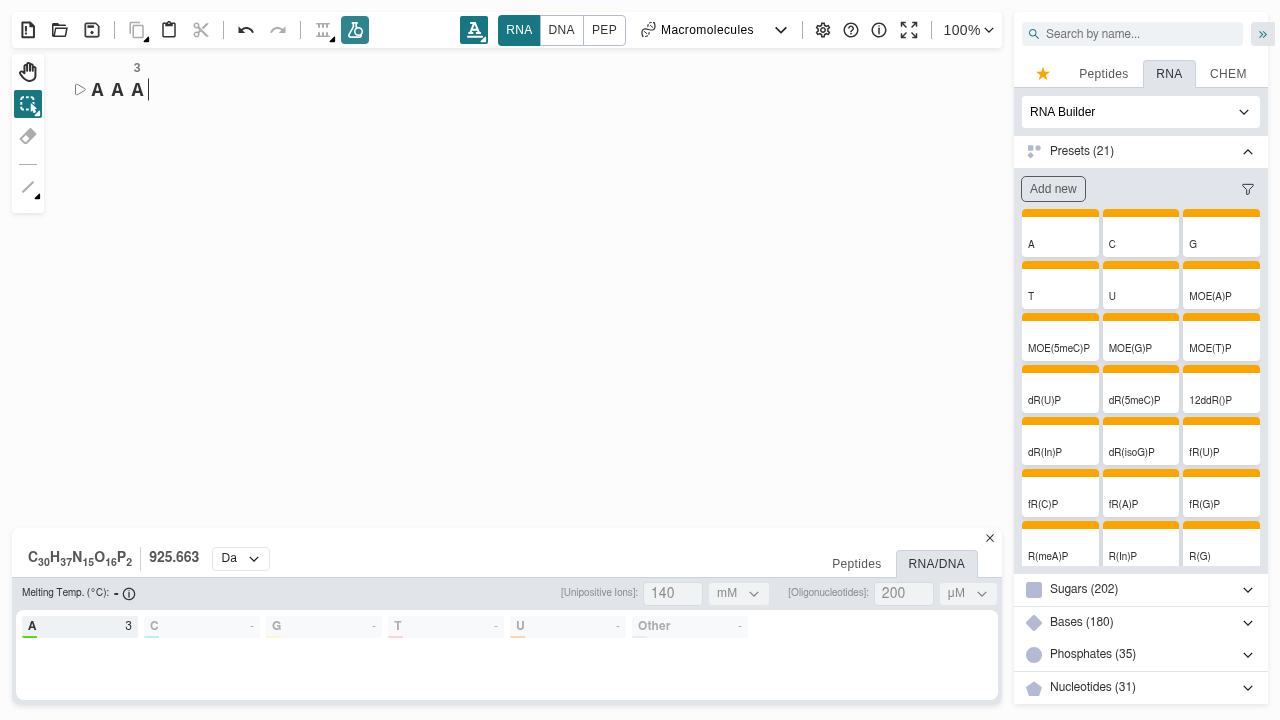 A RNA DNA PEP Macromolecules 100%
3
A A A
Search by name...
Peptides RNA CHEM
RNA Builder
Presets (21)
Add new
A C G
T U MOE(A)P
MOE(5meC)P MOE(G)P MOE(T)P
dR(U)P dR(5meC)P 12ddR()P
dR(In)P dR(isoG)P fR(U)P
fR(C)P fR(A)P fR(G)P
R(meA)P R(In)P R(G)
Sugars (202)
Bases (180)
Phosphates (35)
Nucleotides (31)
C30H37N15O16P2 925.663 Da
Peptides RNA/DNA
Melting Temp. (°C): - [Unipositive Ions]: 140 mM [Oligonucleotides]: 200 μM
A 3 C - G - T - U - Other -